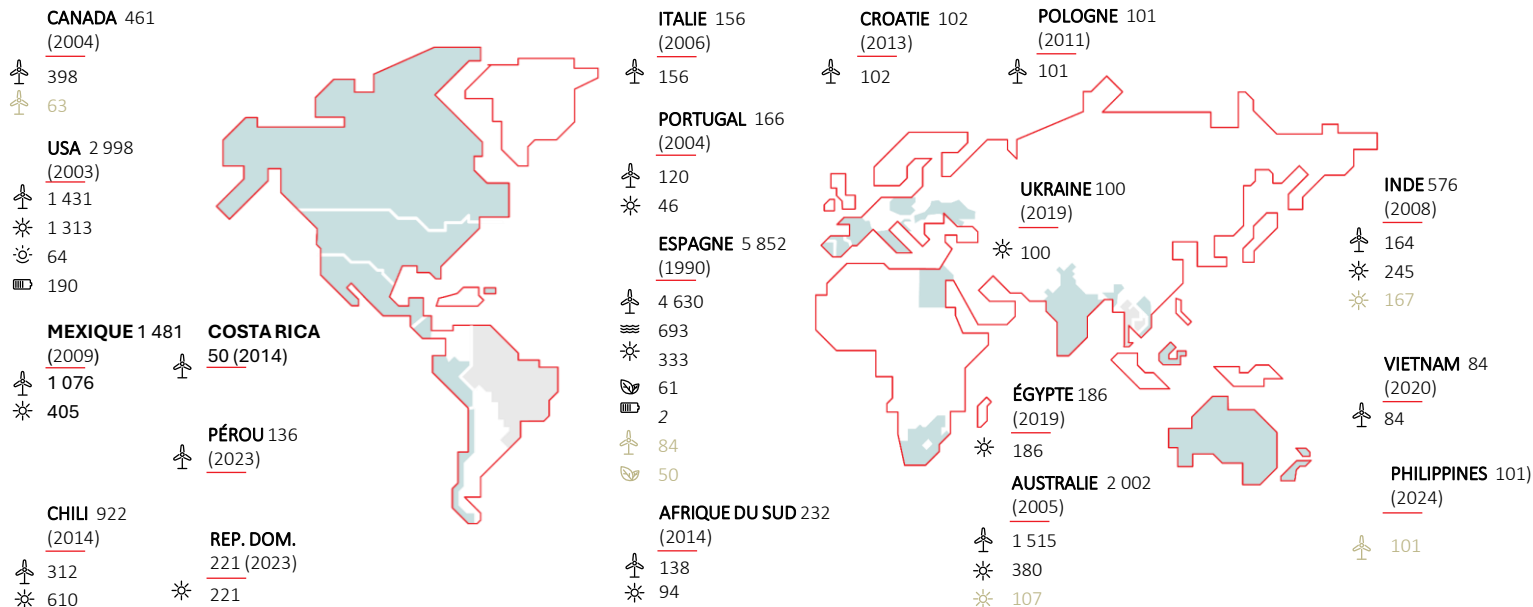 CANADA 461
(2004)
398
63
USA 2 998
(2003)
1 431
1 313
64
190
MEXIQUE 1 481
(2009)
1 076
405
COSTA RICA
50 (2014)
PÉROU 136
(2023)
CHILI 922
(2014)
312
610
REP. DOM.
221 (2023)
221
ITALIE 156
(2006)
156
PORTUGAL 166
(2004)
120
46
ESPAGNE 5 852
(1990)
4 630
693
333
61
2
84
50
AFRIQUE DU SUD 232
(2014)
138
94
CROATIE 102
(2013)
102
POLOGNE 101
(2011)
101
UKRAINE 100
(2019)
100
ÉGYPTE 186
(2019)
186
AUSTRALIE 2 002
(2005)
1 515
380
107
INDE 576
(2008)
164
245
167
VIETNAM 84
(2020)
84
PHILIPPINES 101)
(2024)
101